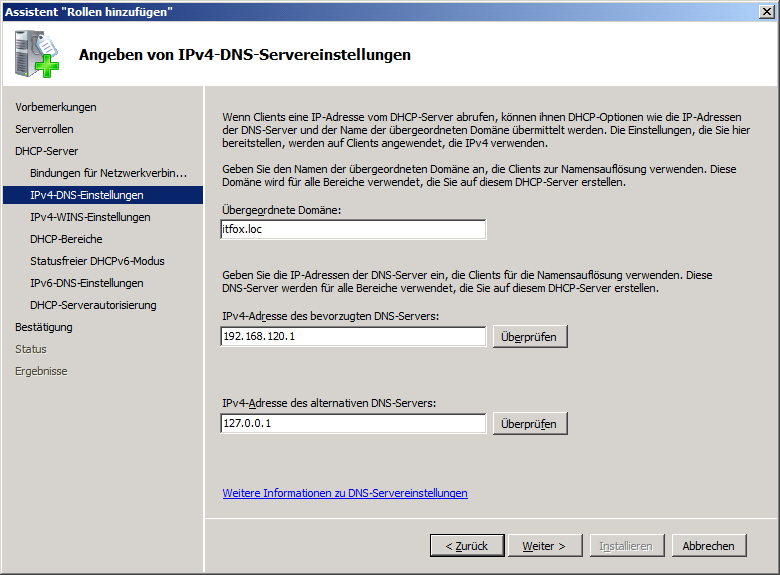 Assistent "Rollen hinzufügen"
Angeben von IPv4-DNS-Servereinstellungen
Vorbemerkungen
Serverrollen
DHCP-Server
Bindungen für Netzwerkverbin...
IPv4-DNS-Einstellungen
IPv4-WINS-Einstellungen
DHCP-Bereiche
Statusfreier DHCPv6-Modus
IPv6-DNS-Einstellungen
DHCP-Serverautorisierung
Bestätigung
Status
Ergebnisse
Wenn Clients eine IP-Adresse vom DHCP-Server abrufen, können ihnen DHCP-Optionen wie die IP-Adressen
der DNS-Server und der Name der übergeordneten Domäne übermittelt werden. Die Einstellungen, die Sie hier
bereitstellen, werden auf Clients angewendet, die IPv4 verwenden.
Geben Sie den Namen der übergeordneten Domäne an, die Clients zur Namensauflösung verwenden. Diese
Domäne wird für alle Bereiche verwendet, die Sie auf diesem DHCP-Server erstellen.
Übergeordnete Domäne:
itfox.loc
Geben Sie die IP-Adressen der DNS-Server ein, die Clients für die Namensauflösung verwenden. Diese
DNS-Server werden für alle Bereiche verwendet, die Sie auf diesem DHCP-Server erstellen.
IPv4-Adresse des bevorzugten DNS-Servers:
192.168.120.1
Überprüfen
IPv4-Adresse des alternativen DNS-Servers:
127.0.0.1
Überprüfen
Weitere Informationen zu DNS-Servereinstellungen
< Zurück
Weiter >
Installieren
Abbrechen